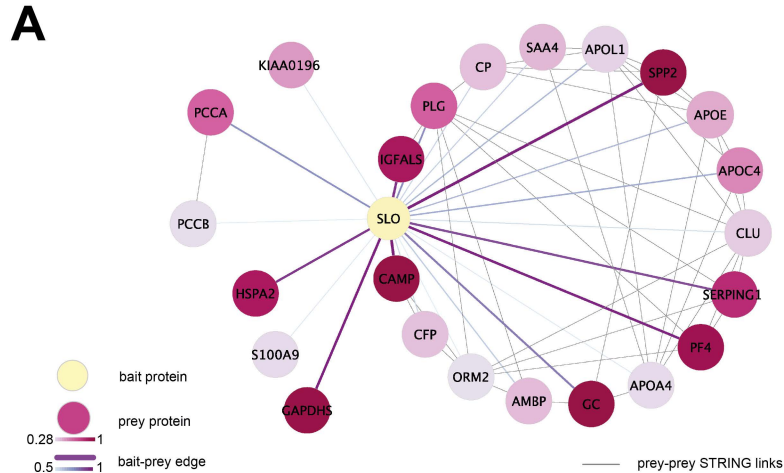 A
SAA4
APOL1
CP
SPP2
KIAA0196
PLG
APOE
PCCA
IGFALS
APOC4
SLO
PCCB
CLU
CAMP
HSPA2
SERPING1
CFP
PF4
S100A9
ORM2
APOA4
AMBP
GC
GAPDHS
bait protein
prey protein
0.28 1
bait-prey edge
0.5 1
prey-prey STRING links